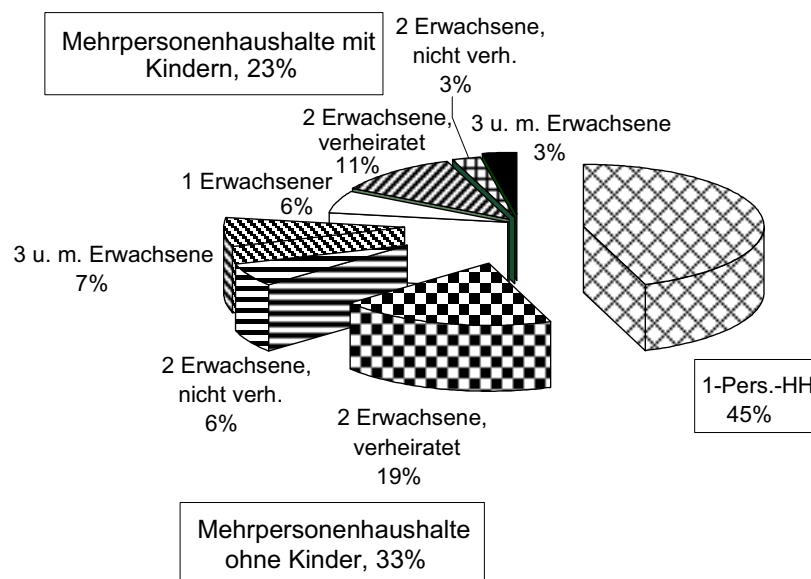 Mehrpersonenhaushalte mit
Kindern, 23%
2 Erwachsene,
nicht verh.
3%
2 Erwachsene,
verheiratet
11%
3 u. m. Erwachsene
3%
1 Erwachsener
6%
3 u. m. Erwachsene
7%
2 Erwachsene,
nicht verh.
6%
2 Erwachsene,
verheiratet
19%
1-Pers.-HH
45%
Mehrpersonenhaushalte
ohne Kinder, 33%